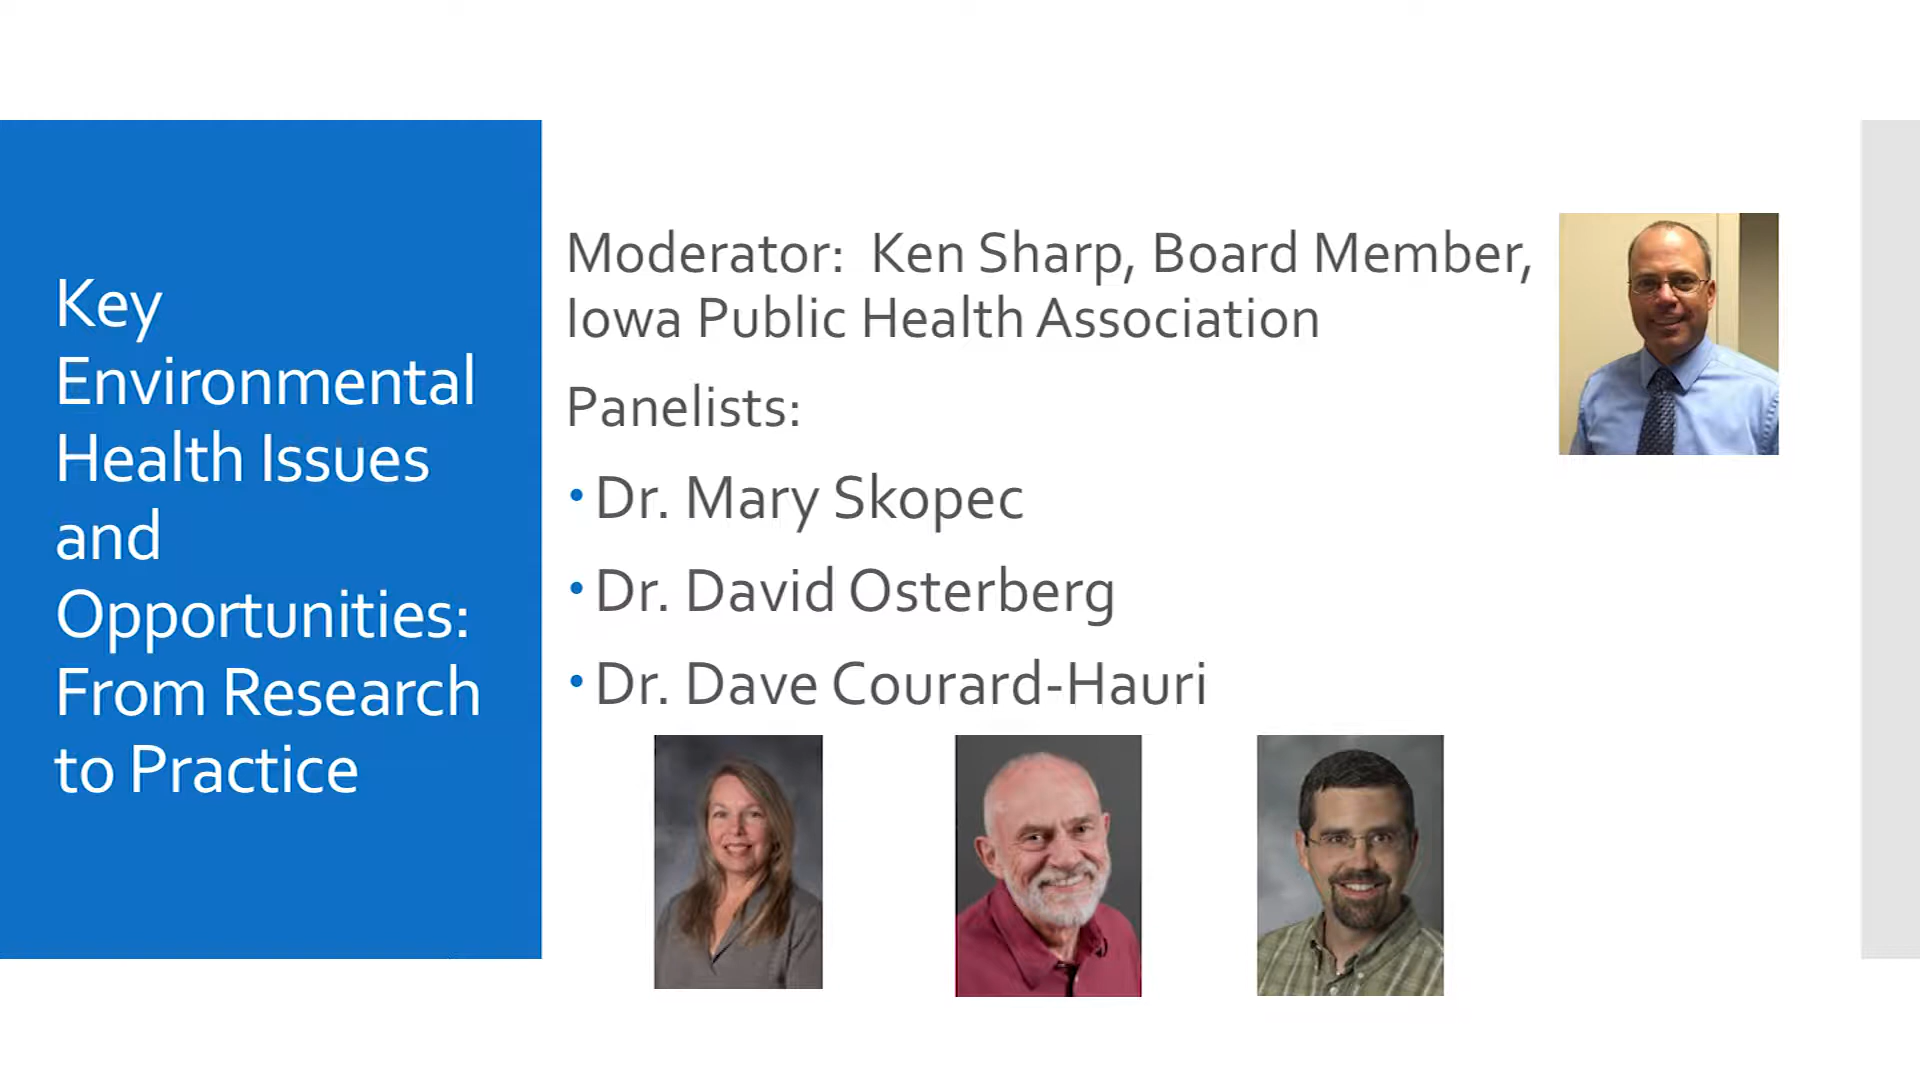 Key
Environmental
Health Issues
and
Opportunities:
From Research
to Practice
Moderator:  Ken Sharp, Board Member,
Iowa Public Health Association
Panelists:
• Dr. Mary Skopec
• Dr. David Osterberg
• Dr. Dave Courard-Hauri